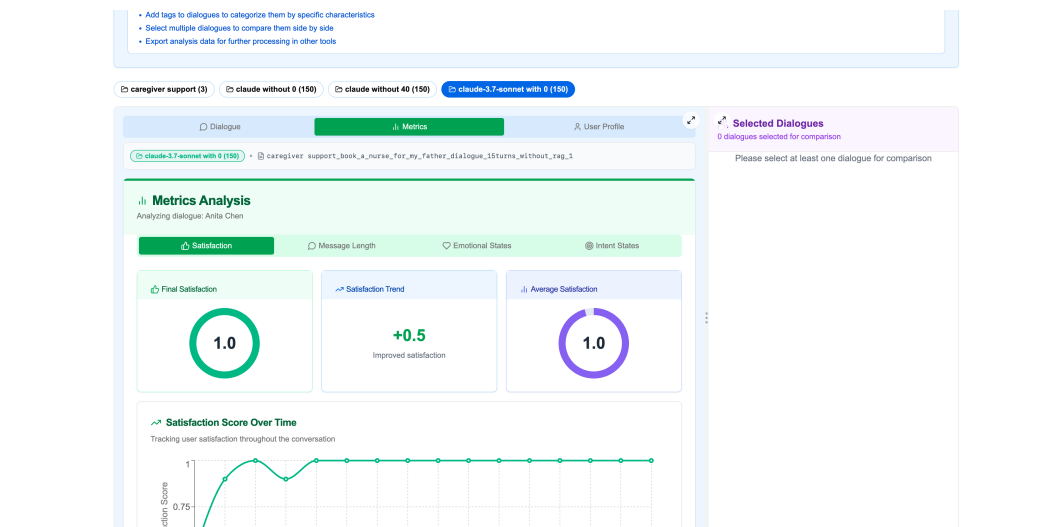 Add tags to dialogues to categorize them by specific characteristics
Select multiple dialogues to compare them side by side
Export analysis data for further processing in other tools
caregiver support (3)
claude without 0 (150)
claude without 40 (150)
claude-3.7-sonnet with 0 (150)
Dialogue
Metrics
User Profile
claude-3.7-sonnet with 0 (150) • caregiver support_book_a_nurse_for_my_father_dialogue_15turns_without_rag_1
Metrics Analysis
Analyzing dialogue: Anita Chen
Satisfaction
Message Length
Emotional States
Intent States
Final Satisfaction
1.0
Satisfaction Trend
+0.5
Improved satisfaction
Average Satisfaction
1.0
Satisfaction Score Over Time
Tracking user satisfaction throughout the conversation
1
0.75
Selected Dialogues
0 dialogues selected for comparison
Please select at least one dialogue for comparison